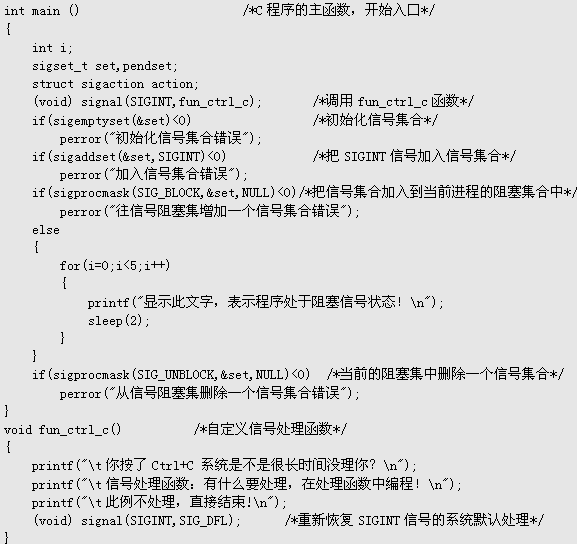 int main ()                        /*C 程序的主函数，开始入口*/
{
    int i;
    sigset_t set,pendset;
    struct sigaction action;
    (void) signal(SIGINT,fun_ctrl_c);       /*调用 fun_ctrl_c 函数*/
    if(sigemptyset(&set)<0)                 /*初始化信号集合*/
        perror("初始化信号集合错误");
    if(sigaddset(&set,SIGINT)<0)            /*把 SIGINT 信号加入信号集合*/
        perror("加入信号集合错误");
    if(sigprocmask(SIG_BLOCK,&set,NULL)<0)/*把信号集合加入到当前进程的阻塞集合中*/
        perror("往信号阻塞集增加一个信号集合错误");
    else
    {
        for(i=0;i<5;i++)
        {
            printf("显示此文字，表示程序处于阻塞信号状态！\n");
            sleep(2);
        }
    }
    if(sigprocmask(SIG_UNBLOCK,&set,NULL)<0)  /*当前的阻塞集中删除一个信号集合*/
        perror("从信号阻塞集删除一个信号集合错误");
}
void fun_ctrl_c()          /*自定义信号处理函数*/
{
    printf("\t 你按了 Ctrl+C 系统是不是很长时间没理你？\n");
    printf("\t 信号处理函数：有什么要处理，在处理函数中编程！\n");
    printf("\t 此例不处理，直接结束!\n");
    (void) signal(SIGINT,SIG_DFL);      /*重新恢复 SIGINT 信号的系统默认处理*/
}